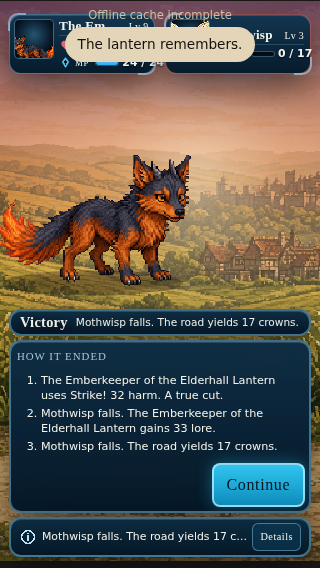 Offline cache incomplete
The Em
Lv 9
The lantern remembers.
wisp
Lv 3
MP
24 / 24
0 / 17
Victory
Mothwisp falls. The road yields 17 crowns.
HOW IT ENDED
1. The Emberkeeper of the Elderhall Lantern
uses Strike! 32 harm. A true cut.
2. Mothwisp falls. The Emberkeeper of the
Elderhall Lantern gains 33 lore.
3. Mothwisp falls. The road yields 17 crowns.
Continue
Mothwisp falls. The road yields 17 c...
Details